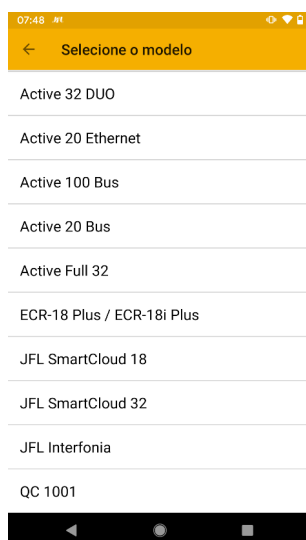 07:48 JFL
Selecione o modelo
Active 32 DUO
Active 20 Ethernet
Active 100 Bus
Active 20 Bus
Active Full 32
ECR-18 Plus / ECR-18i Plus
JFL SmartCloud 18
JFL SmartCloud 32
JFL Interfonia
QC 1001